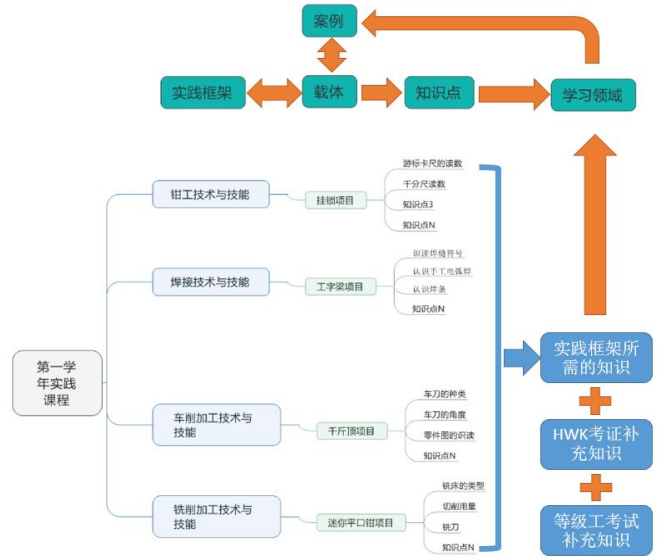 案例
实践框架
载体
知识点
学习领域
钳工技术与技能
挂锁项目
游标卡尺的读数
千分尺读数
知识点3
知识点N
焊接技术与技能
工字梁项目
识读焊缝符号
认识手工电弧焊
认识焊条
知识点N
第一学
年实践
课程
车削加工技术与
技能
千斤顶项目
车刀的种类
车刀的角度
零件图的识读
知识点N
铣削加工技术与
技能
迷你平口钳项目
铣床的类型
切削用量
铣刀
知识点N
实践框架所
需的知识
HWK考证补
充知识
等级工考试
补充知识